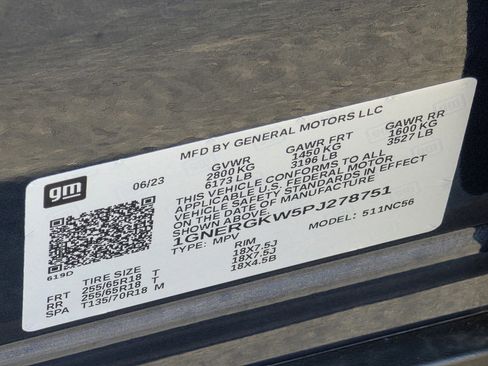 MFD BY GENERAL MOTORS LLC
gm
06/23
GVWR GAWR FRT GAWR RR
2800 KG 1450 KG 1600 KG
6173 LB 3196 LB 3527 LB
THIS VEHICLE CONFORMS TO ALL
APPLICABLE U.S. FEDERAL MOTOR
VEHICLE SAFETY STANDARDS IN EFFECT
ON THE DATE OF MANUFACTURE
SHOWN ABOVE.
1GNERGKW5PJ278751
TYPE: MPV MODEL: 511NC56
619D
TIRE SIZE RIM
FRT 255/65R18 T 18X7.5J
RR 255/65R18 T 18X7.5J
SPA T135/70R18 M 18X4.5B